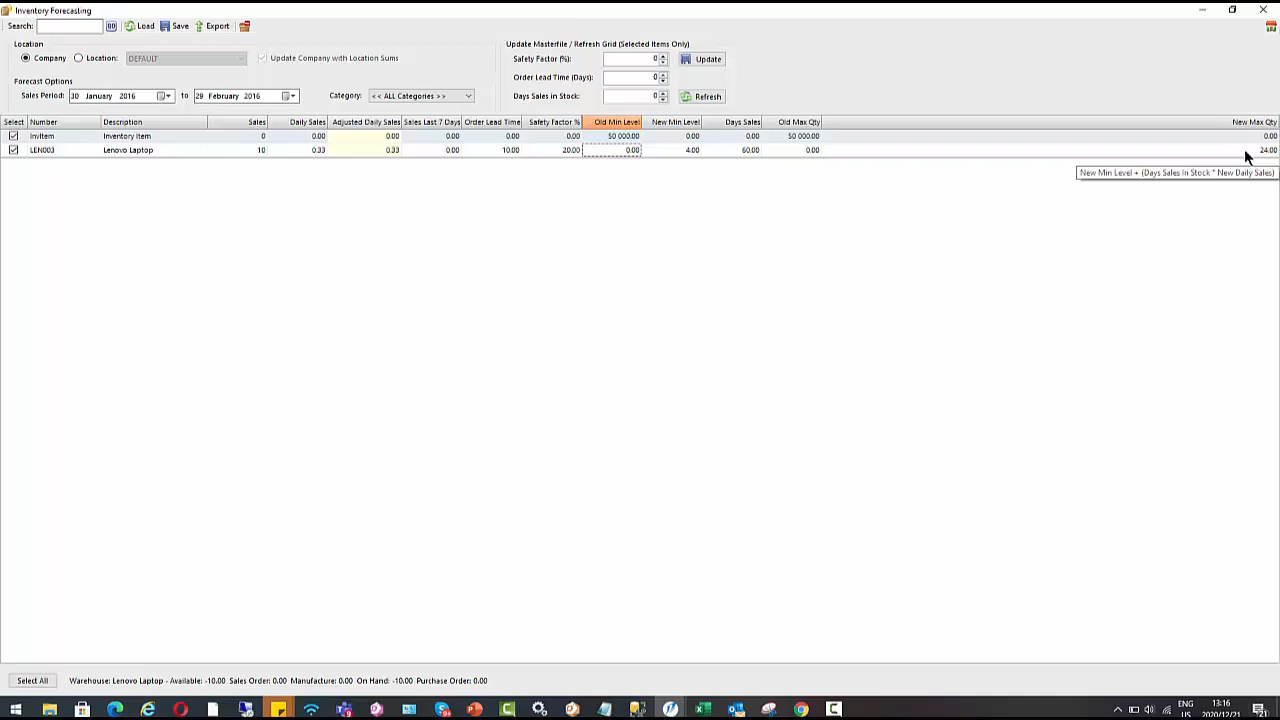 Inventory Forecasting
Search: Load Save Export
Location
Company Location: DEFAULT Update Company with Location Sums
Forecast Options
Sales Period: 30 January 2016 to 29 February 2016 Category: << ALL Categories >>
Update Masterfile / Refresh Grid (Selected Items Only)
Safety Factor (%): 0 Update
Order Lead Time (Days): 0
Days Sales in Stock: 0 Refresh
Select Number Description Sales Daily Sales Adjusted Daily Sales Sales Last 7 Days Order Lead Time Safety Factor % Old Min Level New Min Level Days Sales Old Max Qty New Max Qty
InvItem Inventory Item 0 0.00 0.00 0.00 0.00 0.00 50 000.00 0.00 0.00 50 000.00 0.00
LEN003 Lenovo Laptop 10 0.33 0.33 0.00 10.00 20.00 0.00 4.00 60.00 0.00 24.00
New Min Level + (Days Sales In Stock * New Daily Sales)
Select All Warehouse: Lenovo Laptop - Available: -10.00 Sales Order: 0.00 Manufacture: 0.00 On Hand: -10.00 Purchase Order: 0.00
ENG 13:16
US 2020/12/21